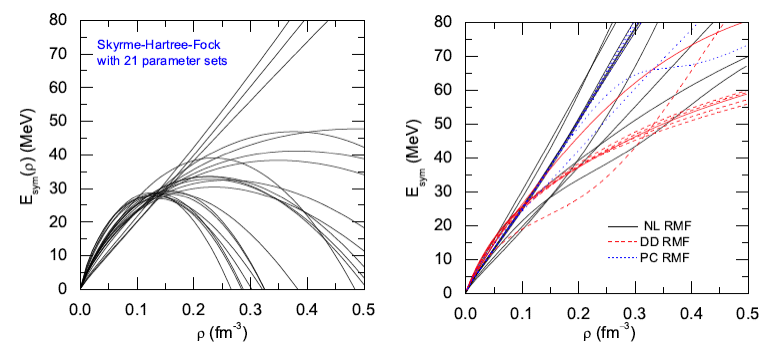 80
70
60
50
40
30
20
10
0
E_sym(ρ) (MeV)
Skyrme-Hartree-Fock
with 21 parameter sets
0.0 0.1 0.2 0.3 0.4 0.5
ρ (fm⁻³)
80
70
60
50
40
30
20
10
0
E_sym (MeV)
NL RMF
DD RMF
PC RMF
0.0 0.1 0.2 0.3 0.4 0.5
ρ (fm⁻³)